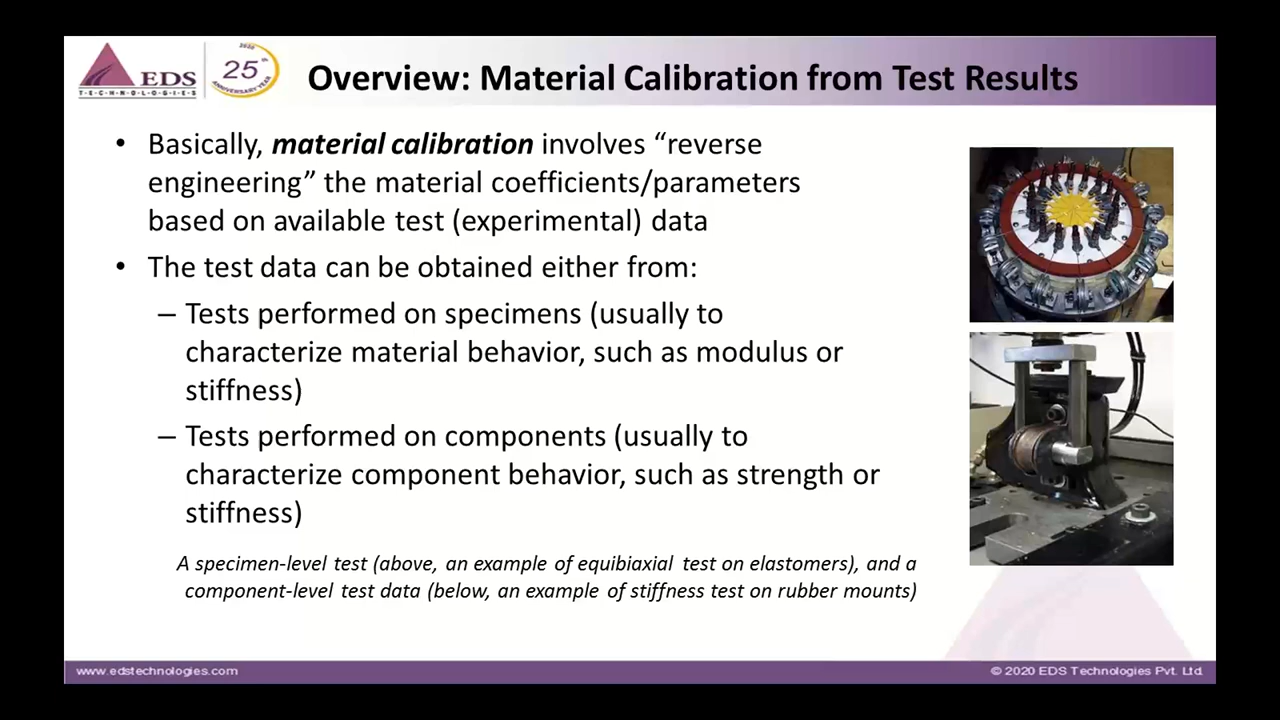 EDS
TECHNOLOGIES
2020
25th
ANNIVERSARY YEAR
Overview: Material Calibration from Test Results
• Basically, material calibration involves “reverse
engineering” the material coefficients/parameters
based on available test (experimental) data
• The test data can be obtained either from:
– Tests performed on specimens (usually to
characterize material behavior, such as modulus or
stiffness)
– Tests performed on components (usually to
characterize component behavior, such as strength or
stiffness)
A specimen-level test (above, an example of equibiaxial test on elastomers), and a
component-level test data (below, an example of stiffness test on rubber mounts)
www.edstechnologies.com
© 2020 EDS Technologies Pvt. Ltd.